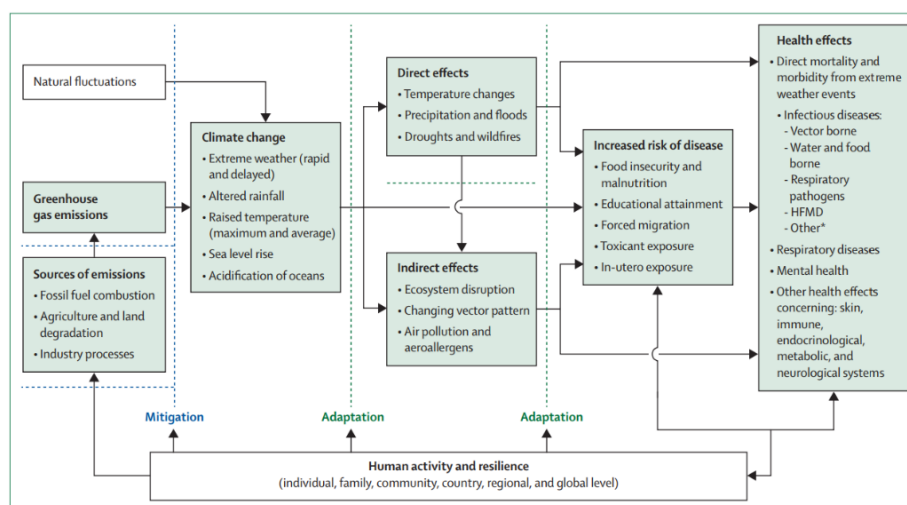 Natural fluctuations
Greenhouse
gas emissions
Sources of emissions
• Fossil fuel combustion
• Agriculture and land
degradation
• Industry processes
Climate change
• Extreme weather (rapid
and delayed)
• Altered rainfall
• Raised temperature
(maximum and average)
• Sea level rise
• Acidification of oceans
Direct effects
• Temperature changes
• Precipitation and floods
• Droughts and wildfires
Indirect effects
• Ecosystem disruption
• Changing vector pattern
• Air pollution and
aeroallergens
Increased risk of disease
• Food insecurity and
malnutrition
• Educational attainment
• Forced migration
• Toxicant exposure
• In-utero exposure
Health effects
• Direct mortality and
morbidity from extreme
weather events
• Infectious diseases:
- Vector borne
- Water and food
borne
- Respiratory
pathogens
- HFMD
- Other*
• Respiratory diseases
• Mental health
• Other health effects
concerning: skin,
immune,
endocrinological,
metabolic, and
neurological systems
Mitigation
Adaptation
Adaptation
Human activity and resilience
(individual, family, community, country, regional, and global level)